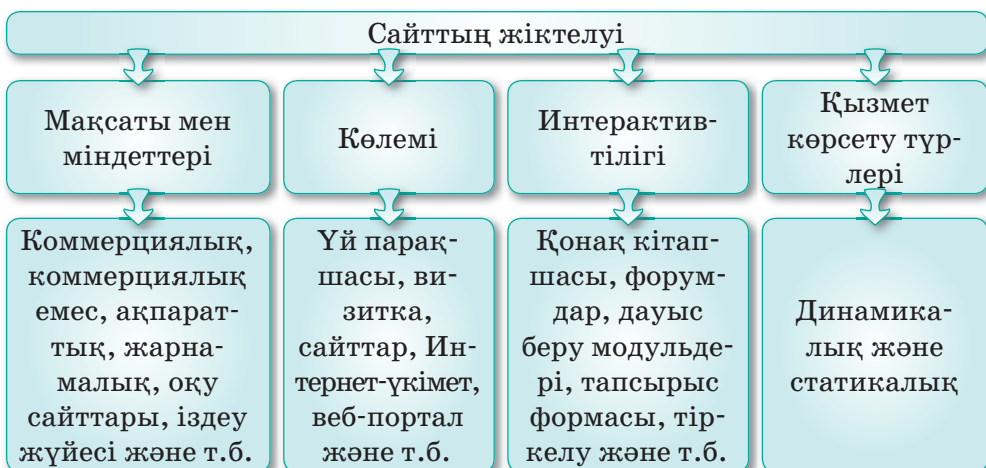 Сайттың жіктелуі
Мақсаты мен
міндеттері
Көлемі
Интерактив-
тілігі
Қызмет
көрсету түр-
лері
Коммерциялық,
коммерциялық
емес, ақпарат-
тық, жарна-
малық, оқу
сайттары, іздеу
жүйесі және т.б.
Үй парақ-
шасы, ви-
зитка,
сайттар, Ин-
тернет-үкімет,
веб-портал
және т.б.
Қонақ кітап-
шасы, форум-
дар, дауыс
беру модульде-
рі, тапсырыс
формасы, тір-
келу және т.б.
Динамика-
лық және
статикалық